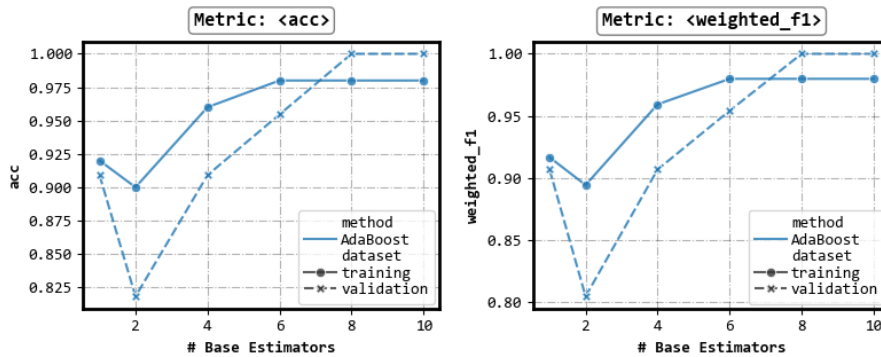 Metric: <acc>
1.000
0.975
0.950
0.925
0.900
0.875
0.850
0.825
acc
2 4 6 8 10
# Base Estimators
method
AdaBoost
dataset
training
validation
Metric: <weighted_f1>
1.00
0.95
0.90
0.85
0.80
weighted_f1
2 4 6 8 10
# Base Estimators
method
AdaBoost
dataset
training
validation